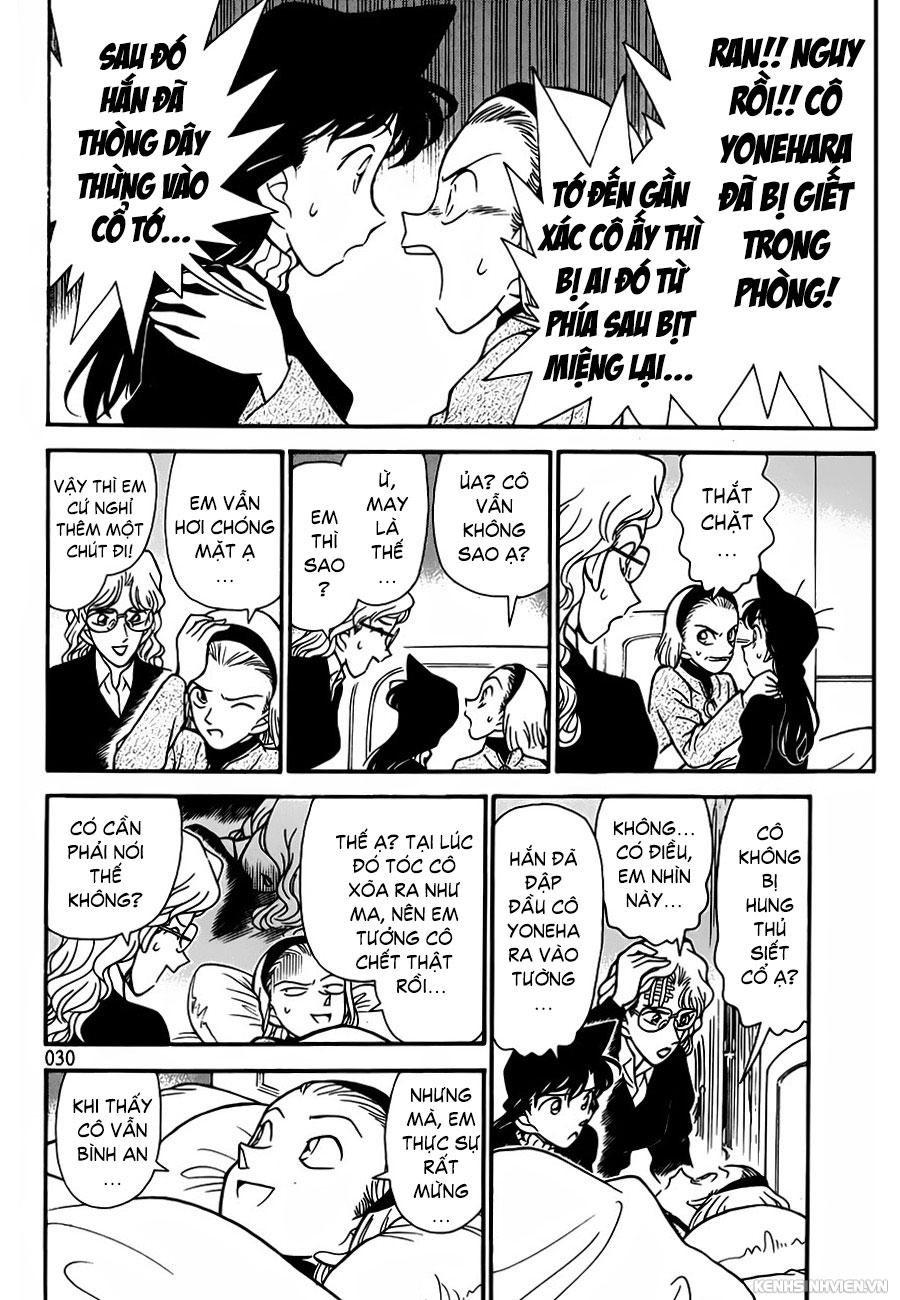 RAN!! NGUY
RỒI!! CÔ
YONEHARA
ĐÃ BỊ GIẾT
TRONG
PHÒNG!
TỚ ĐẾN GẦN
XÁC CÔ ẤY THÌ
BỊ AI ĐÓ TỪ
PHÍA SAU BỊT
MIỆNG LẠI...
SAU ĐÓ
HẮN ĐÃ
THÒNG DÂY
THỪNG VÀO
CỔ TỚ...
THẮT
CHẶT
...
ỦA? CÔ
VẪN
KHÔNG
SAO Ạ?
Ừ,
MAY
LÀ
THẾ
EM
THÌ
SAO
?
EM VẪN
HƠI CHÓNG
MẶT Ạ
...
VẬY THÌ EM
CỨ NGHỈ
THÊM MỘT
CHÚT ĐI!
CÔ
KHÔNG
BỊ
HUNG
THỦ
SIẾT
CỔ Ạ?
KHÔNG...
CÓ ĐIỀU,
EM NHÌN
NÀY...
HẮN ĐÃ
ĐẬP
ĐẦU CÔ
YONEHA
RA VÀO
TƯỜNG
...
THẾ Ạ? TẠI LÚC
ĐÓ TÓC CÔ
XÕA RA NHƯ
MA, NÊN EM
TƯỞNG CÔ
CHẾT THẬT
RỒI...
CÓ CẦN
PHẢI NÓI
THẾ
KHÔNG?
030
NHƯNG
MÀ, EM
THỰC SỰ
RẤT
MỪNG
...
KHI THẤY
CÔ VẪN
BÌNH AN
...
KENHSINHVIEN.VN